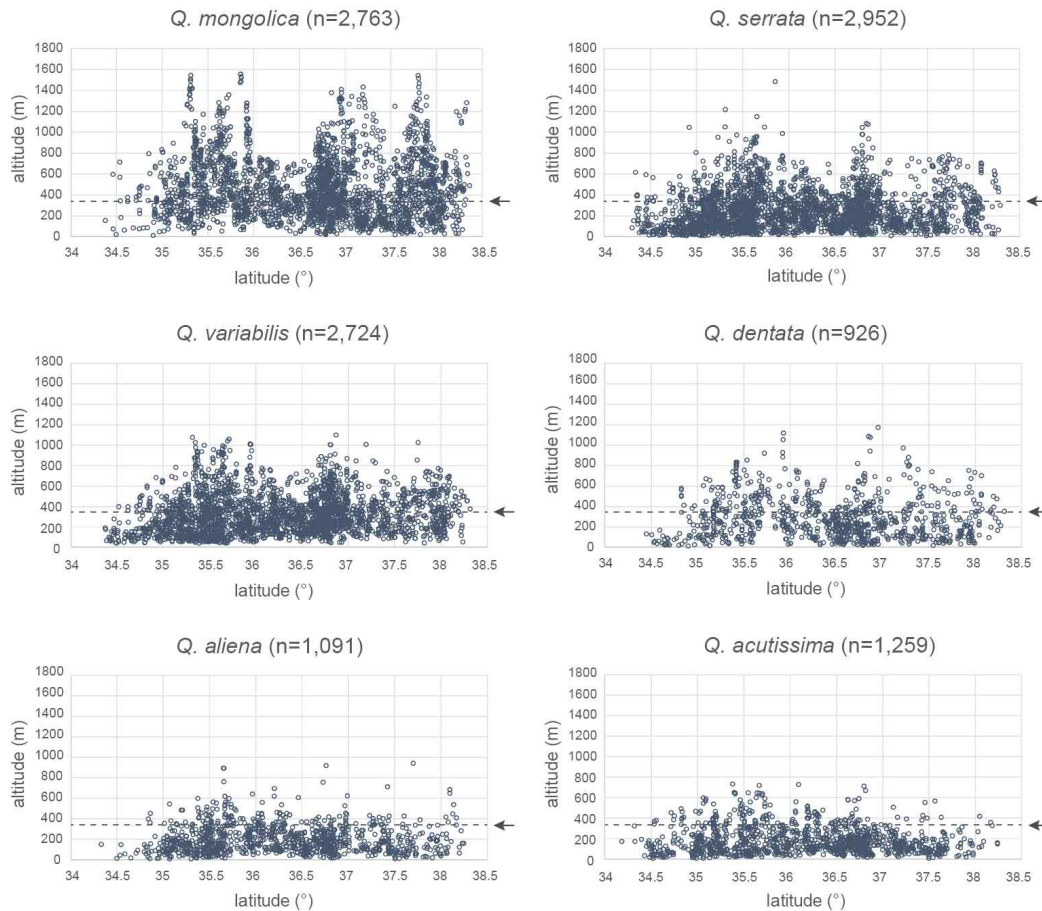 Q. mongolica (n=2,763)
altitude (m)
1800
1600
1400
1200
1000
800
600
400
200
0
34 34.5 35 35.5 36 36.5 37 37.5 38 38.5
latitude (°)
Q. serrata (n=2,952)
altitude (m)
1800
1600
1400
1200
1000
800
600
400
200
0
34 34.5 35 35.5 36 36.5 37 37.5 38 38.5
latitude (°)
Q. variabilis (n=2,724)
altitude (m)
1800
1600
1400
1200
1000
800
600
400
200
0
34 34.5 35 35.5 36 36.5 37 37.5 38 38.5
latitude (°)
Q. dentata (n=926)
altitude (m)
1800
1600
1400
1200
1000
800
600
400
200
0
34 34.5 35 35.5 36 36.5 37 37.5 38 38.5
latitude (°)
Q. aliena (n=1,091)
altitude (m)
1800
1600
1400
1200
1000
800
600
400
200
0
34 34.5 35 35.5 36 36.5 37 37.5 38 38.5
latitude (°)
Q. acutissima (n=1,259)
altitude (m)
1800
1600
1400
1200
1000
800
600
400
200
0
34 34.5 35 35.5 36 36.5 37 37.5 38 38.5
latitude (°)